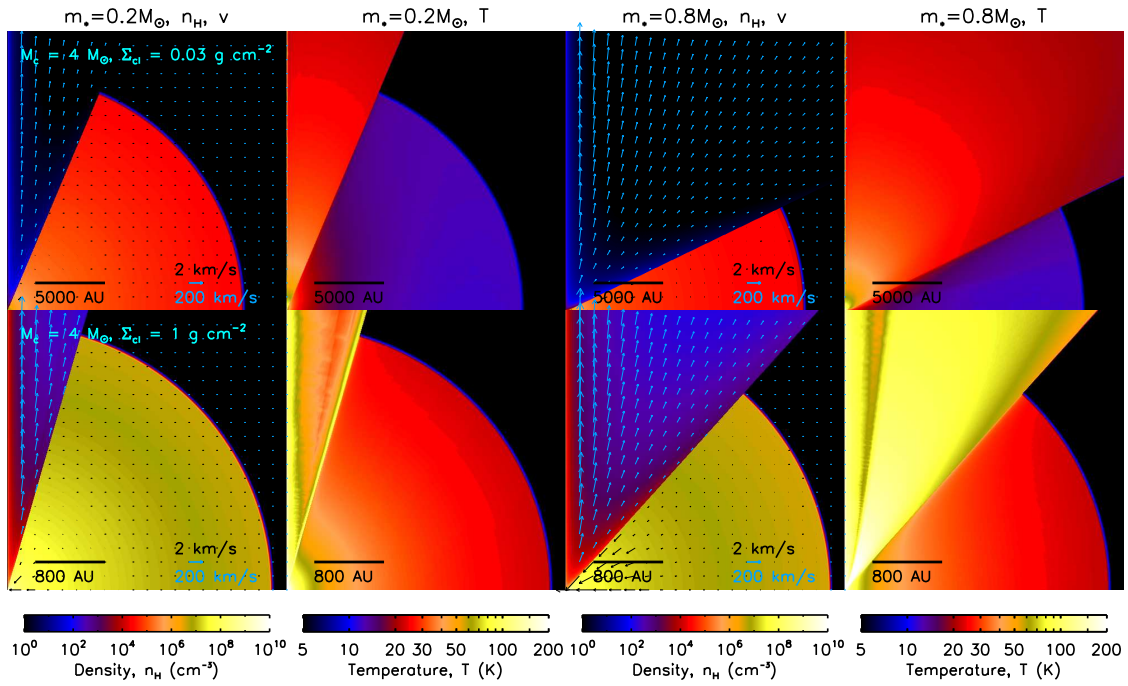 m*=0.2M⊙, nH, v
m*=0.2M⊙, T
m*=0.8M⊙, nH, v
m*=0.8M⊙, T
Mc = 4 M⊙, Σcl = 0.03 g cm⁻²
2 km/s
200 km/s
5000 AU
5000 AU
2 km/s
200 km/s
5000 AU
5000 AU
Mc = 4 M⊙, Σcl = 1 g cm⁻²
2 km/s
200 km/s
800 AU
800 AU
2 km/s
200 km/s
800 AU
800 AU
10⁰ 10² 10⁴ 10⁶ 10⁸ 10¹⁰
Density, nH (cm⁻³)
5 10 20 30 40 60 100 200
Temperature, T (K)
10⁰ 10² 10⁴ 10⁶ 10⁸ 10¹⁰
Density, nH (cm⁻³)
5 10 20 30 40 60 100 200
Temperature, T (K)